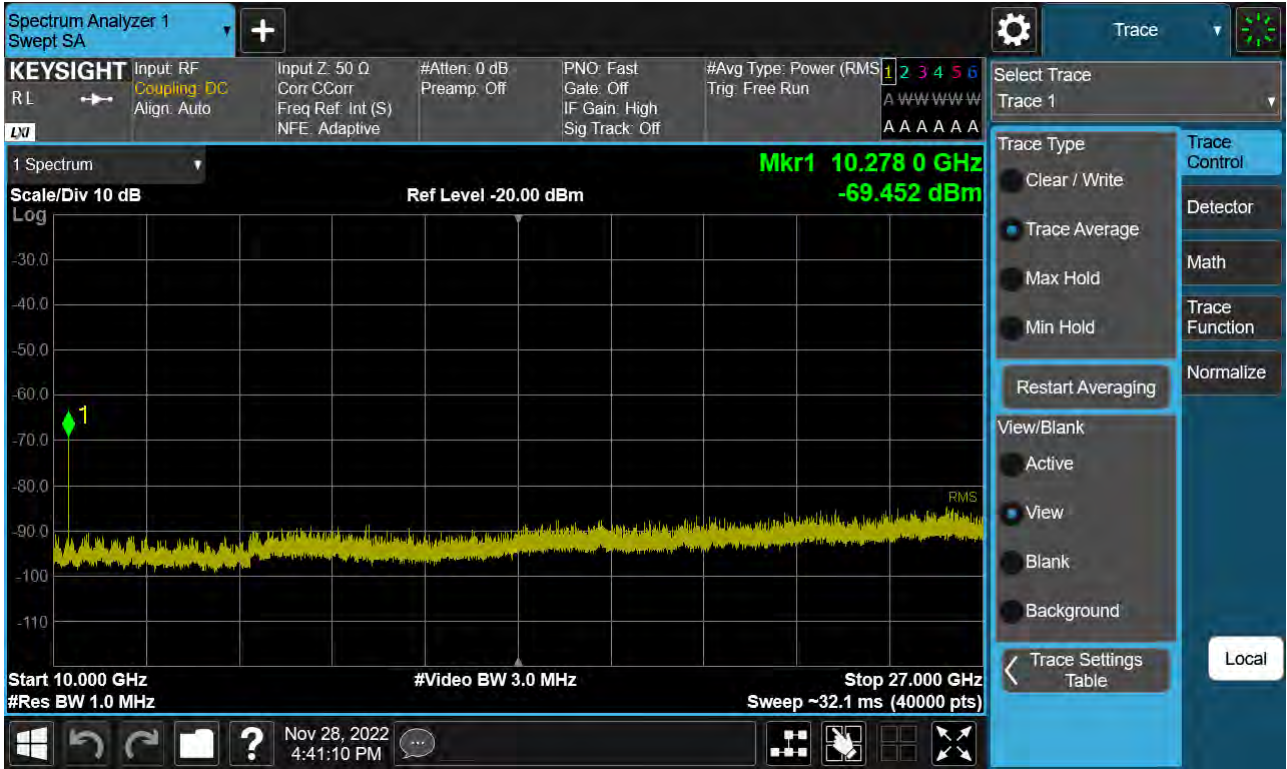 Spectrum Analyzer 1
Swept SA
+
Trace
KEYSIGHT
R L
LXI
Input: RF
Coupling: DC
Align: Auto
Input Z: 50 Ω
Corr CCorr
Freq Ref: Int (S)
NFE: Adaptive
#Atten: 0 dB
Preamp: Off
PNO: Fast
Gate: Off
IF Gain: High
Sig Track: Off
#Avg Type: Power (RMS
Trig: Free Run
1 2 3 4 5 6
A W W W W W
A A A A A A
Select Trace
Trace 1
1 Spectrum
Scale/Div 10 dB
Log
Ref Level -20.00 dBm
Mkr1 10.278 0 GHz
-69.452 dBm
-30.0
-40.0
-50.0
-60.0
1
-70.0
-80.0
RMS
-90.0
-100
-110
Start 10.000 GHz
#Video BW 3.0 MHz
Stop 27.000 GHz
#Res BW 1.0 MHz
Sweep ~32.1 ms (40000 pts)
Trace Type
Clear / Write
Trace Average
Max Hold
Min Hold
Restart Averaging
View/Blank
Active
View
Blank
Background
Trace Settings
Table
Trace
Control
Detector
Math
Trace
Function
Normalize
Local
?
Nov 28, 2022
4:41:10 PM